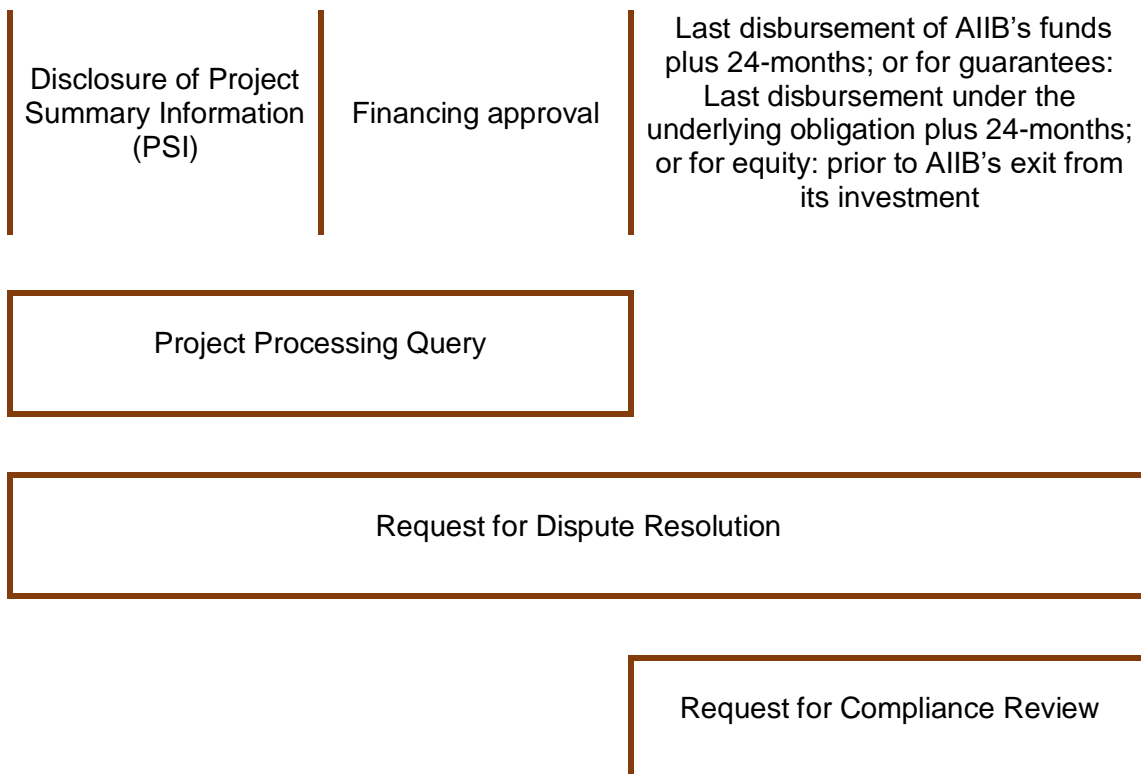 Disclosure of Project
Summary Information
(PSI)
Financing approval
Last disbursement of AIIB’s funds
plus 24-months; or for guarantees:
Last disbursement under the
underlying obligation plus 24-months;
or for equity: prior to AIIB’s exit from
its investment
Project Processing Query
Request for Dispute Resolution
Request for Compliance Review